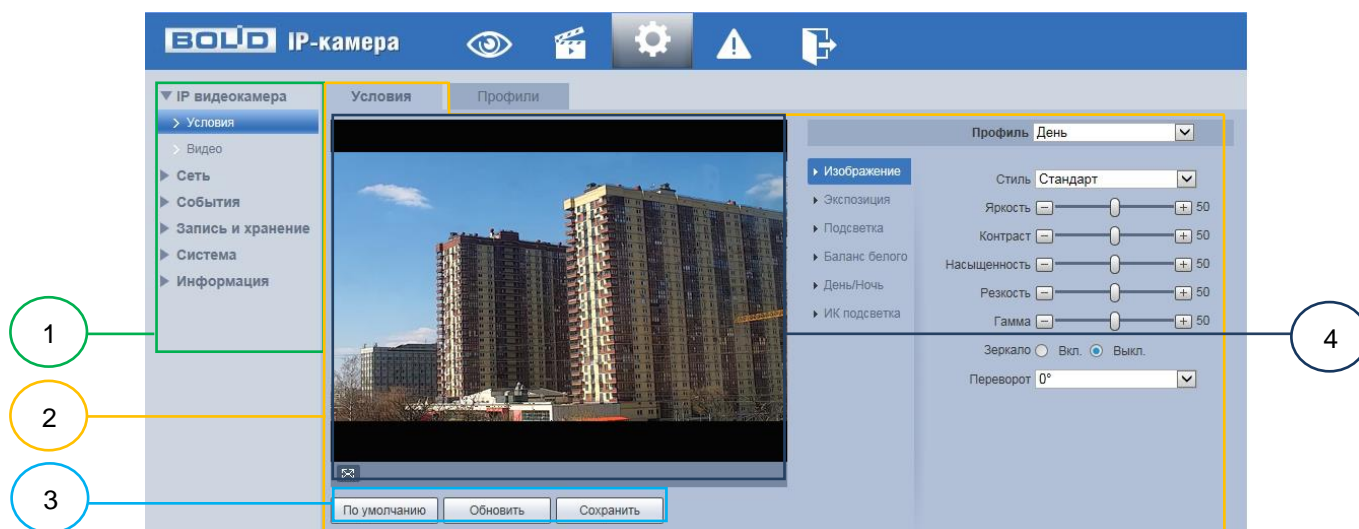 BOLID IP-камера
IP видеокамера
Условия
Видео
Сеть
События
Запись и хранение
Система
Информация
Условия
Профили
Профиль День
Изображение
Экспозиция
Подсветка
Баланс белого
День/Ночь
ИК подсветка
Стиль Стандарт
Яркость 50
Контраст 50
Насыщенность 50
Резкость 50
Гамма 50
Зеркало Вкл. Выкл.
Переворот 0°
По умолчанию Обновить Сохранить
1
2
3
4